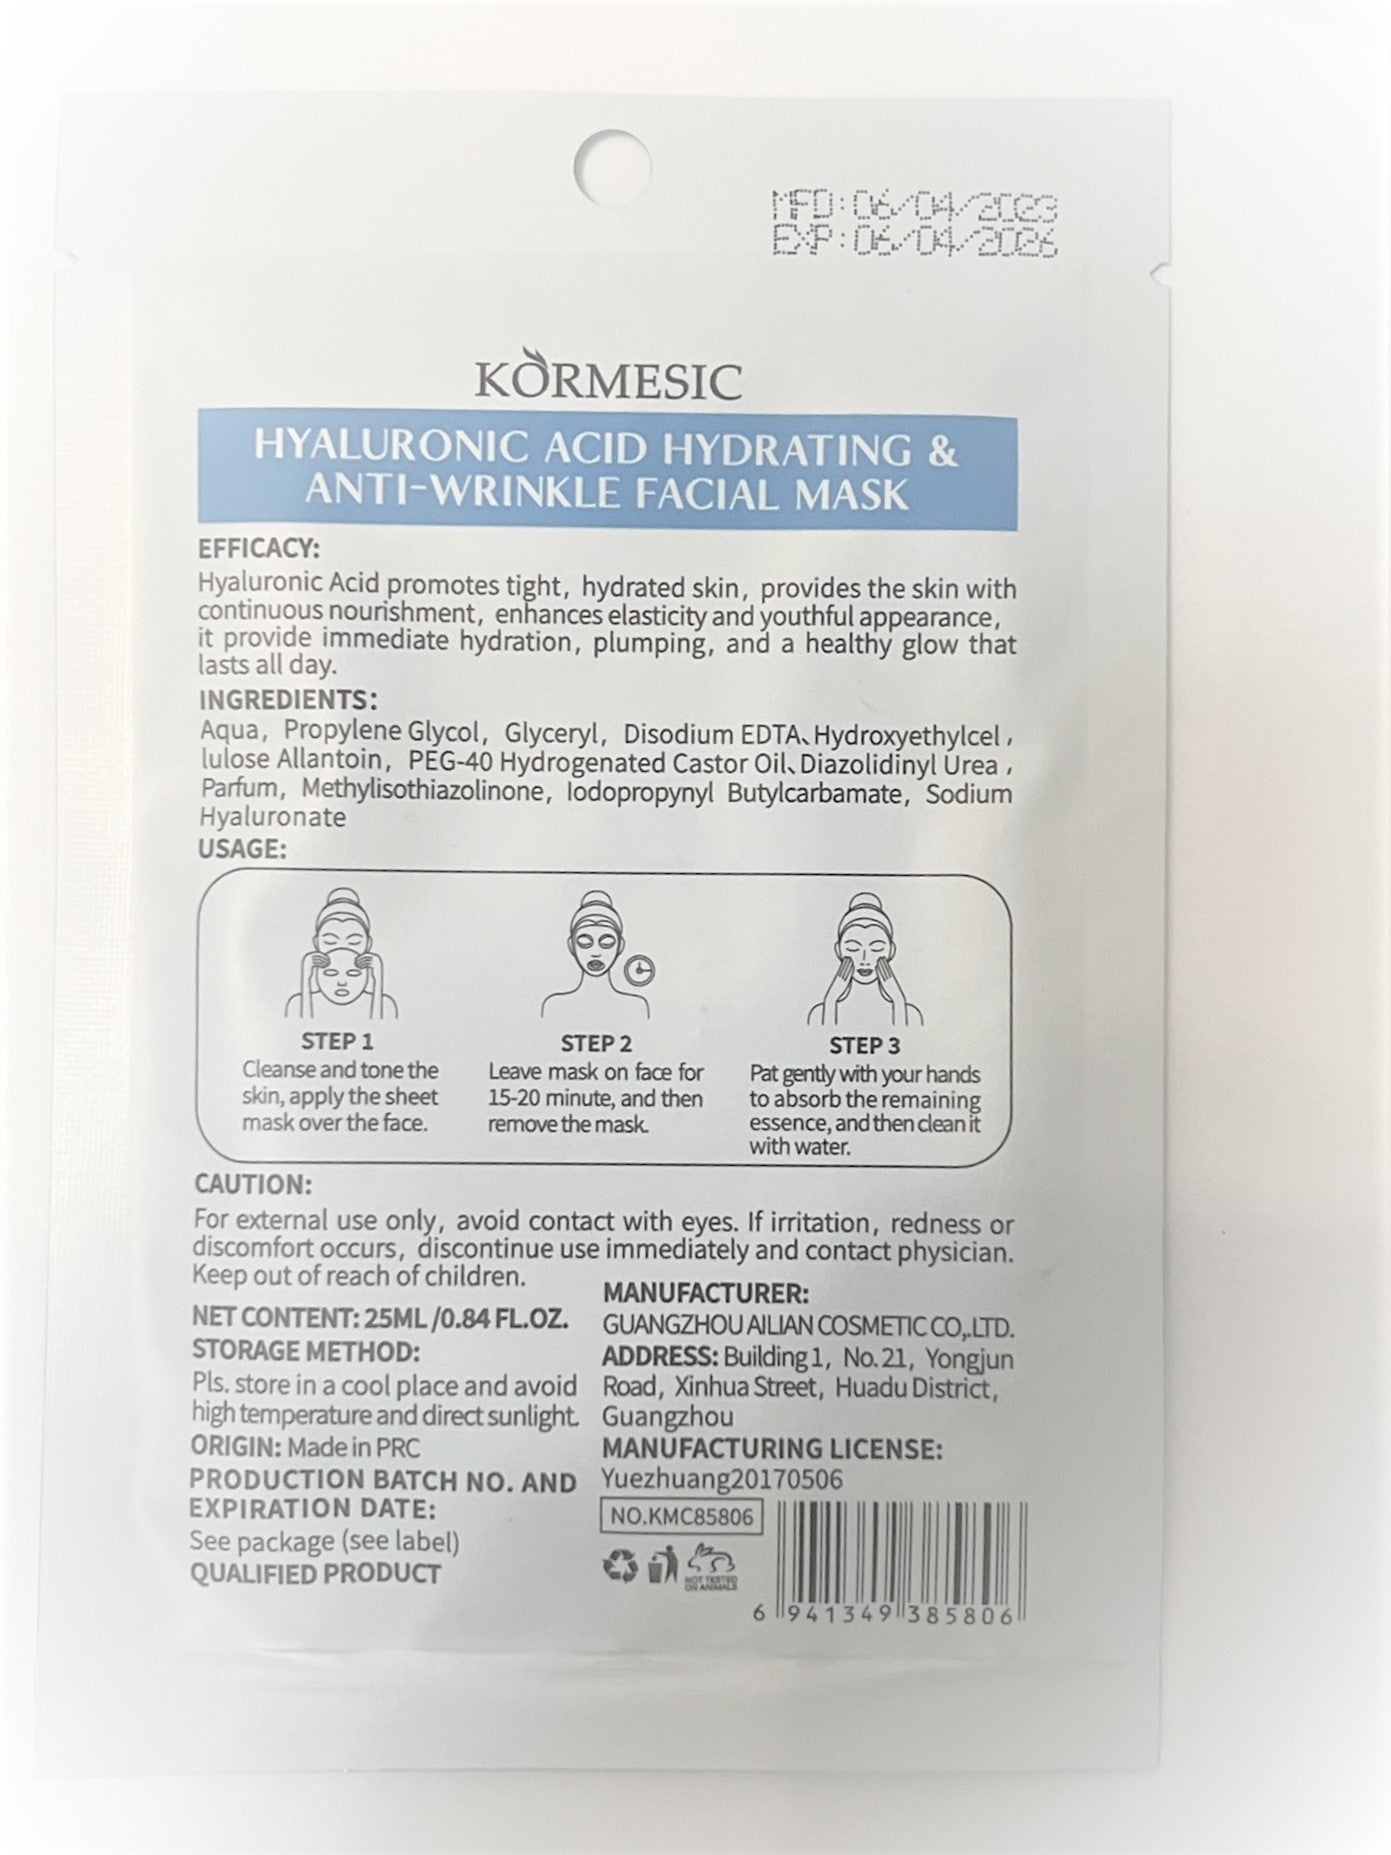 MFD:06/04/2023
EXP:06/04/2026
KORMESIC
HYALURONIC ACID HYDRATING &
ANTI-WRINKLE FACIAL MASK
EFFICACY:
Hyaluronic Acid promotes tight, hydrated skin, provides the skin with
continuous nourishment, enhances elasticity and youthful appearance,
it provide immediate hydration, plumping, and a healthy glow that
lasts all day.
INGREDIENTS:
Aqua, Propylene Glycol, Glyceryl, Disodium EDTA、Hydroxyethylcel,
lulose Allantoin, PEG-40 Hydrogenated Castor Oil、Diazolidinyl Urea,
Parfum, Methylisothiazolinone, Iodopropynyl Butylcarbamate, Sodium
Hyaluronate
USAGE:
STEP 1
Cleanse and tone the
skin, apply the sheet
mask over the face.
STEP 2
Leave mask on face for
15-20 minute, and then
remove the mask.
STEP 3
Pat gently with your hands
to absorb the remaining
essence, and then clean it
with water.
CAUTION:
For external use only, avoid contact with eyes. If irritation, redness or
discomfort occurs, discontinue use immediately and contact physician.
Keep out of reach of children.
NET CONTENT: 25ML /0.84 FL.OZ.
STORAGE METHOD:
Pls. store in a cool place and avoid
high temperature and direct sunlight.
ORIGIN: Made in PRC
PRODUCTION BATCH NO. AND
EXPIRATION DATE:
See package (see label)
QUALIFIED PRODUCT
MANUFACTURER:
GUANGZHOU AILIAN COSMETIC CO,.LTD.
ADDRESS: Building 1, No. 21, Yongjun
Road, Xinhua Street, Huadu District,
Guangzhou
MANUFACTURING LICENSE:
Yuezhuang20170506
NO.KMC85806
NOT TESTED
ON ANIMALS
6 941349 385806